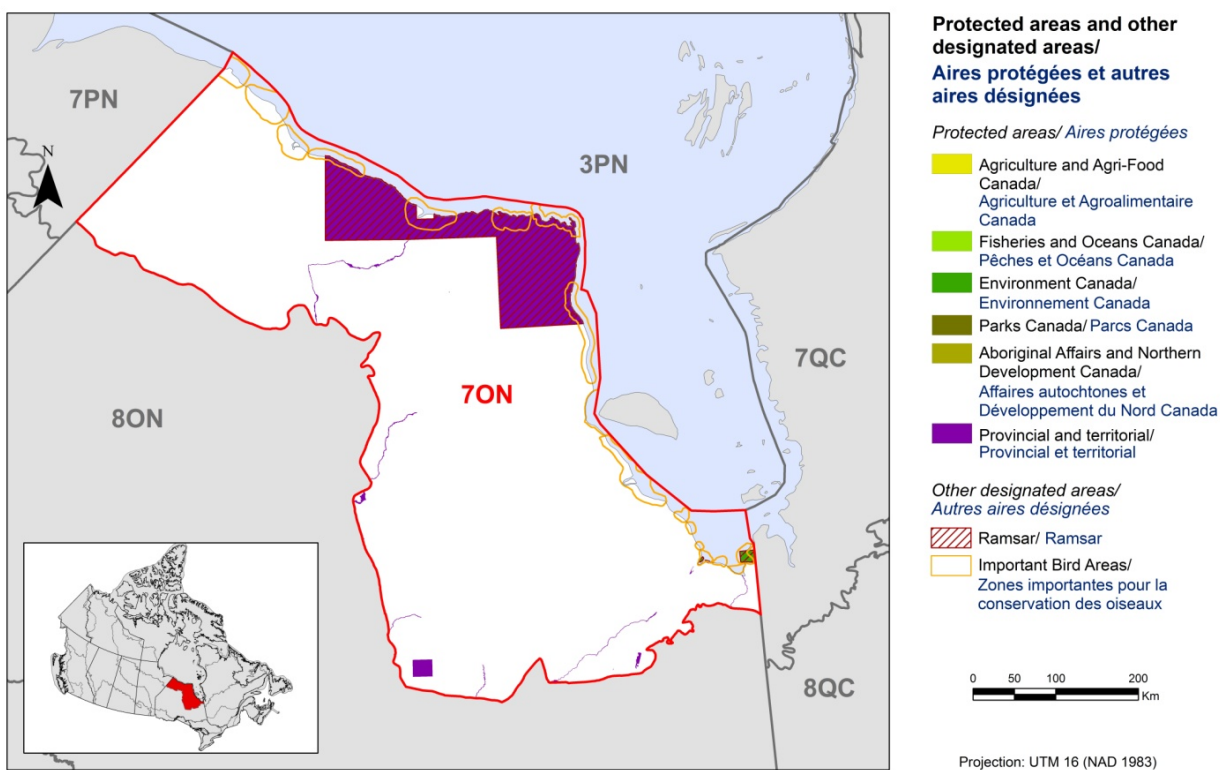 7PN
N
3PN
7QC
7ON
8ON
8QC
Protected areas and other
designated areas/
Aires protégées et autres
aires désignées
Protected areas/ Aires protégées
Agriculture and Agri-Food
Canada/
Agriculture et Agroalimentaire
Canada
Fisheries and Oceans Canada/
Pêches et Océans Canada
Environment Canada/
Environnement Canada
Parks Canada/ Parcs Canada
Aboriginal Affairs and Northern
Development Canada/
Affaires autochtones et
Développement du Nord Canada
Provincial and territorial/
Provincial et territorial
Other designated areas/
Autres aires désignées
Ramsar/ Ramsar
Important Bird Areas/
Zones importantes pour la
conservation des oiseaux
0 50 100 200
Km
Projection: UTM 16 (NAD 1983)